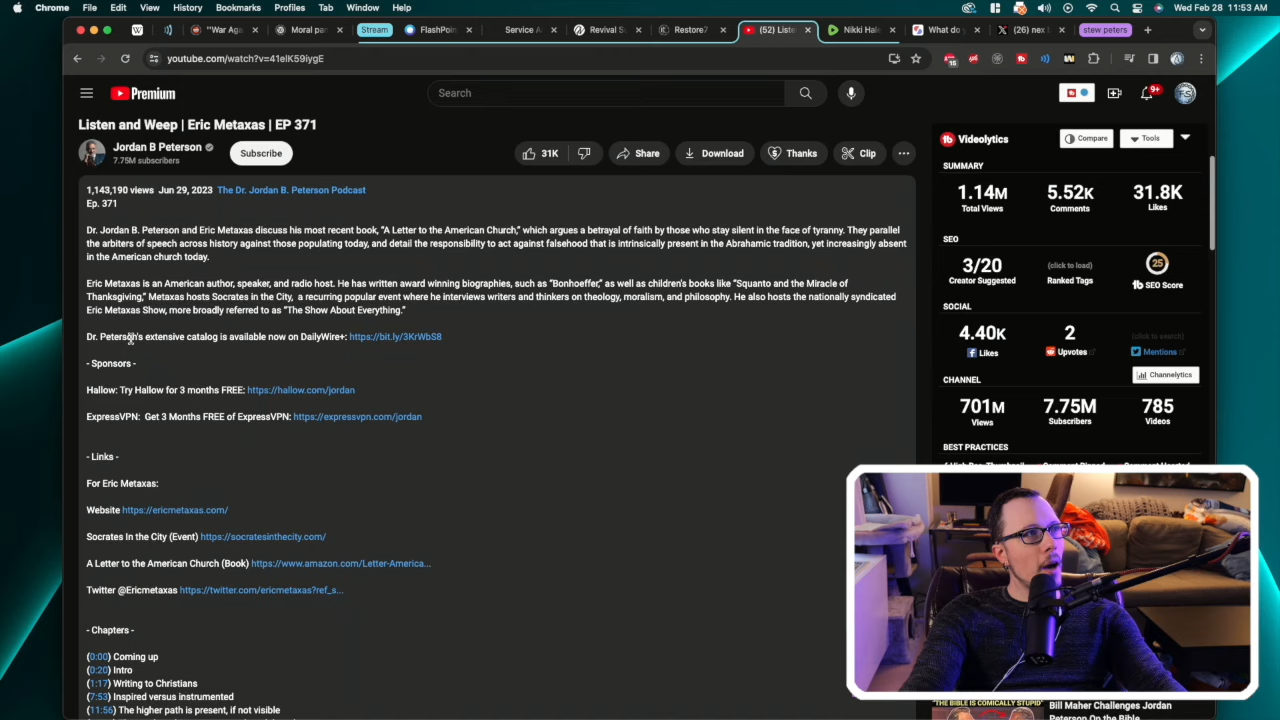 Chrome File Edit View History Bookmarks Profiles Tab Window Help
Wed Feb 28 11:53 AM
"War Aga
Moral pa
Stream
FlashPoin
Service A
Revival S
Restore7
(52) Liste
Nikki Hale
What do y
(26) nex b
stew peters
youtube.com/watch?v=41elK59iygE
15
Premium
Search
9+
Listen and Weep | Eric Metaxas | EP 371
Jordan B Peterson
7.75M subscribers
Subscribe
31K
Share
Download
Thanks
Clip
1,143,190 views Jun 29, 2023 The Dr. Jordan B. Peterson Podcast
Ep. 371
Dr. Jordan B. Peterson and Eric Metaxas discuss his most recent book, "A Letter to the American Church," which argues a betrayal of faith by those who stay silent in the face of tyranny. They parallel
the arbiters of speech across history against those populating today, and detail the responsibility to act against falsehood that is intrinsically present in the Abrahamic tradition, yet increasingly absent
in the American church today.
Eric Metaxas is an American author, speaker, and radio host. He has written award winning biographies, such as "Bonhoeffer," as well as children's books like "Squanto and the Miracle of
Thanksgiving," Metaxas hosts Socrates in the City, a recurring popular event where he interviews writers and thinkers on theology, moralism, and philosophy. He also hosts the nationally syndicated
Eric Metaxas Show, more broadly referred to as "The Show About Everything."
Dr. Peterson's extensive catalog is available now on DailyWire+: https://bit.ly/3KrWbS8
- Sponsors -
Hallow: Try Hallow for 3 months FREE: https://hallow.com/jordan
ExpressVPN: Get 3 Months FREE of ExpressVPN: https://expressvpn.com/jordan
- Links -
For Eric Metaxas:
Website https://ericmetaxas.com/
Socrates In the City (Event) https://socratesinthecity.com/
A Letter to the American Church (Book) https://www.amazon.com/Letter-America...
Twitter @Ericmetaxas https://twitter.com/ericmetaxas?ref_s...
- Chapters -
(0:00) Coming up
(0:20) Intro
(1:17) Writing to Christians
(7:53) Inspired versus instrumented
(11:56) The higher path is present, if not visible
Videolytics
Compare
Tools
SUMMARY
1.14M 5.52K 31.8K
Total Views Comments Likes
SEO
3/20 (click to load) 25
Creator Suggested Ranked Tags SEO Score
SOCIAL
4.40K 2 (click to search)
Likes Upvotes Mentions
Channelytics
CHANNEL
701M 7.75M 785
Views Subscribers Videos
BEST PRACTICES
"THE BIBLE IS COMICALLY STUPID"
Bill Maher Challenges Jordan
Peterson On the Bible